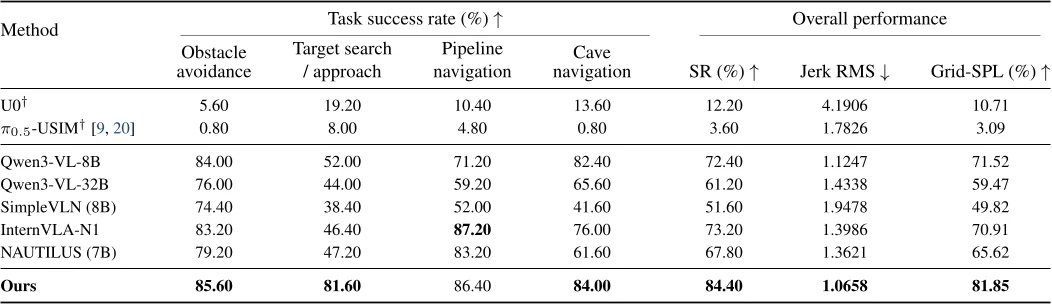 Method Task success rate (%) ↑ Overall performance
Obstacle avoidance Target search / approach Pipeline navigation Cave navigation SR (%) ↑ Jerk RMS ↓ Grid-SPL (%) ↑
U0† 5.60 19.20 10.40 13.60 12.20 4.1906 10.71
π0.5-USIM† [9, 20] 0.80 8.00 4.80 0.80 3.60 1.7826 3.09
Qwen3-VL-8B 84.00 52.00 71.20 82.40 72.40 1.1247 71.52
Qwen3-VL-32B 76.00 44.00 59.20 65.60 61.20 1.4338 59.47
SimpleVLN (8B) 74.40 38.40 52.00 41.60 51.60 1.9478 49.82
InternVLA-N1 83.20 46.40 87.20 76.00 73.20 1.3986 70.91
NAUTILUS (7B) 79.20 47.20 83.20 61.60 67.80 1.3621 65.62
Ours 85.60 81.60 86.40 84.00 84.40 1.0658 81.85